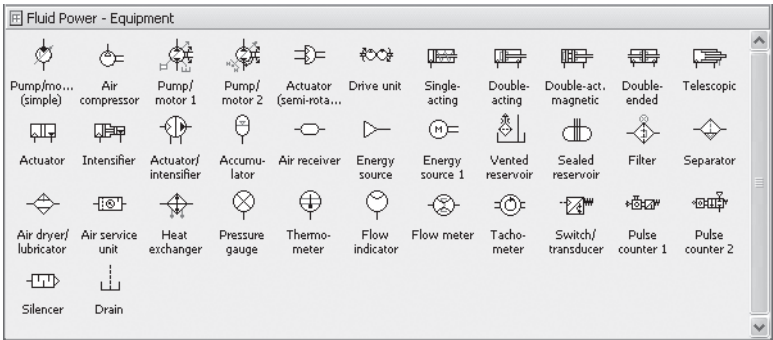 Fluid Power - Equipment
Pump/mo... Air Pump/ Pump/ Actuator Drive unit Single- Double- Double-act. Double- Telescopic
(simple) compressor motor 1 motor 2 (semi-rota... acting acting magnetic ended
M
Actuator Intensifier Actuator/ Accumu- Air receiver Energy Energy Vented Sealed Filter Separator
intensifier lator source source 1 reservoir reservoir
Air dryer/ Air service Heat Pressure Thermo- Flow Flow meter Tacho- Switch/ Pulse Pulse
lubricator unit exchanger gauge meter indicator meter transducer counter 1 counter 2
Silencer Drain